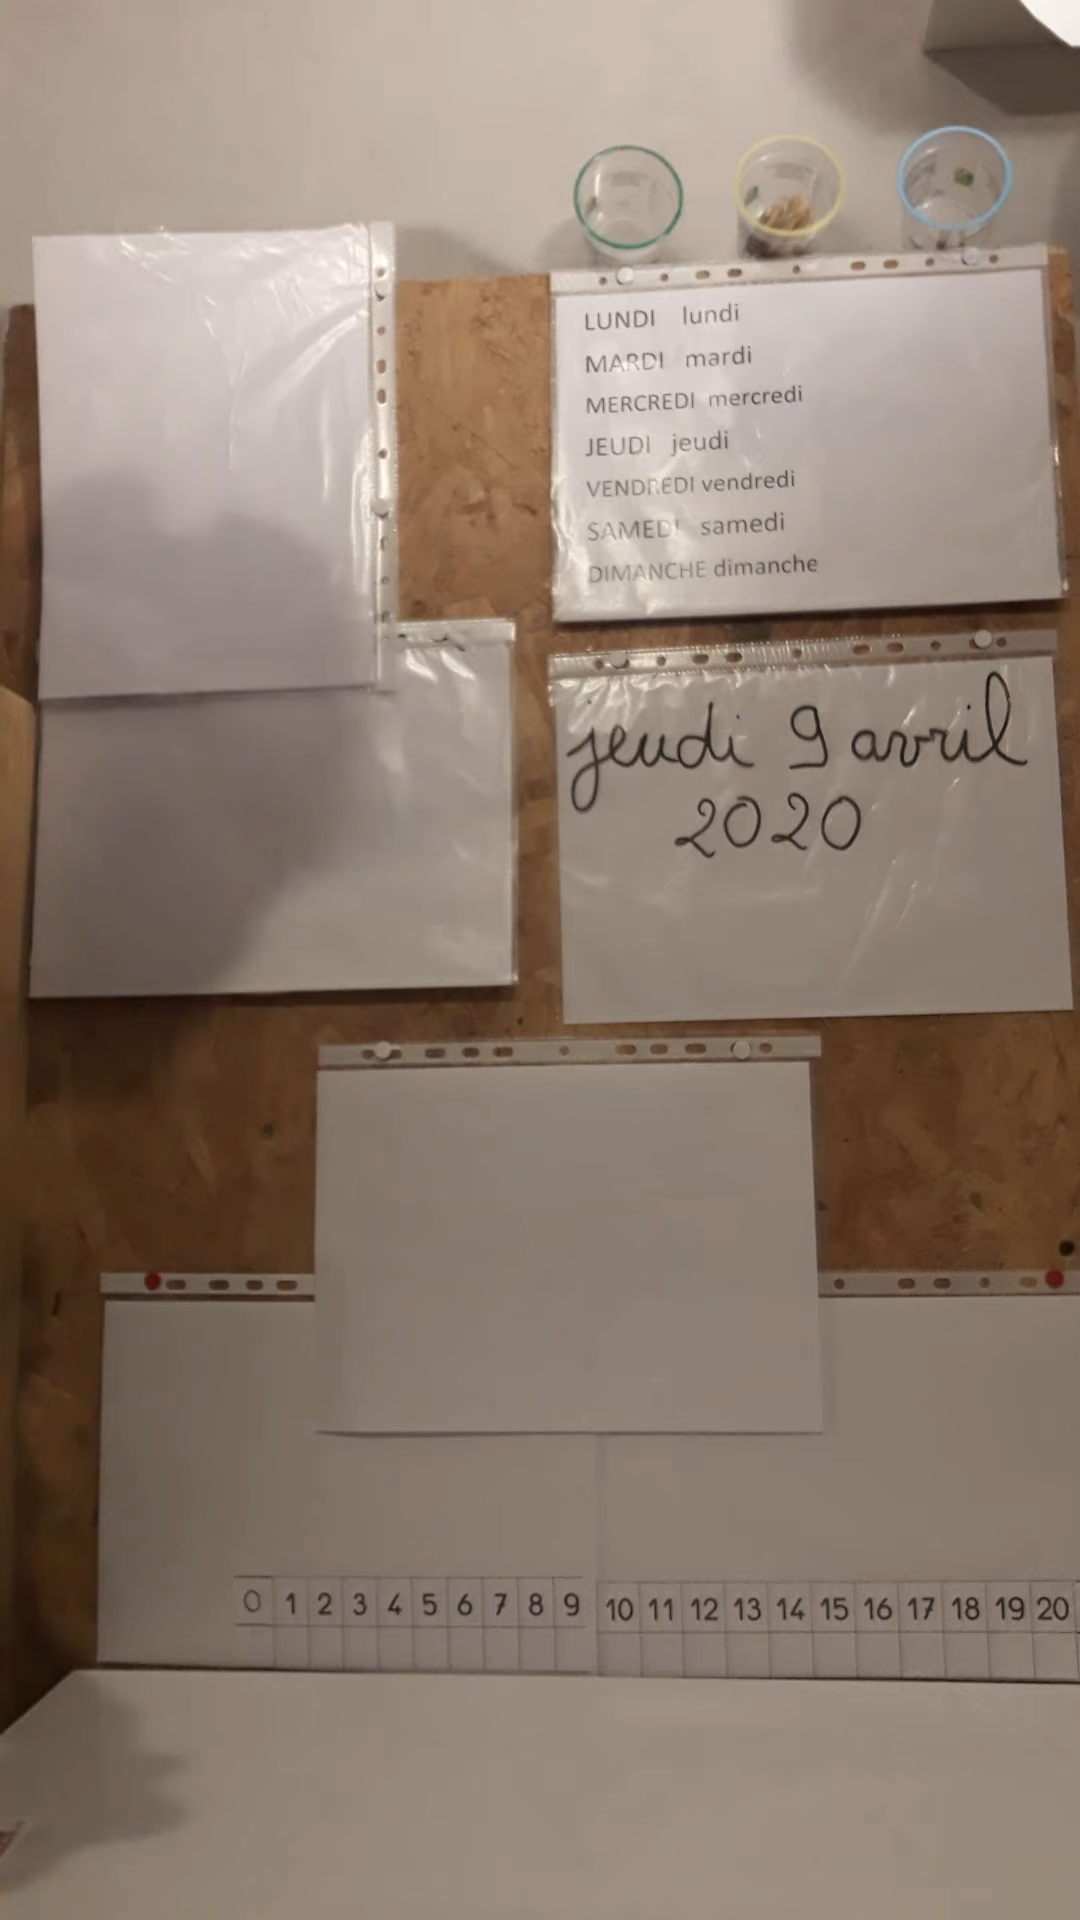 LUNDI lundi
MARDI mardi
MERCREDI mercredi
JEUDI jeudi
VENDREDI vendredi
SAMEDI samedi
DIMANCHE dimanche
jeudi 9 avril
2020
0 1 2 3 4 5 6 7 8 9 10 11 12 13 14 15 16 17 18 19 20